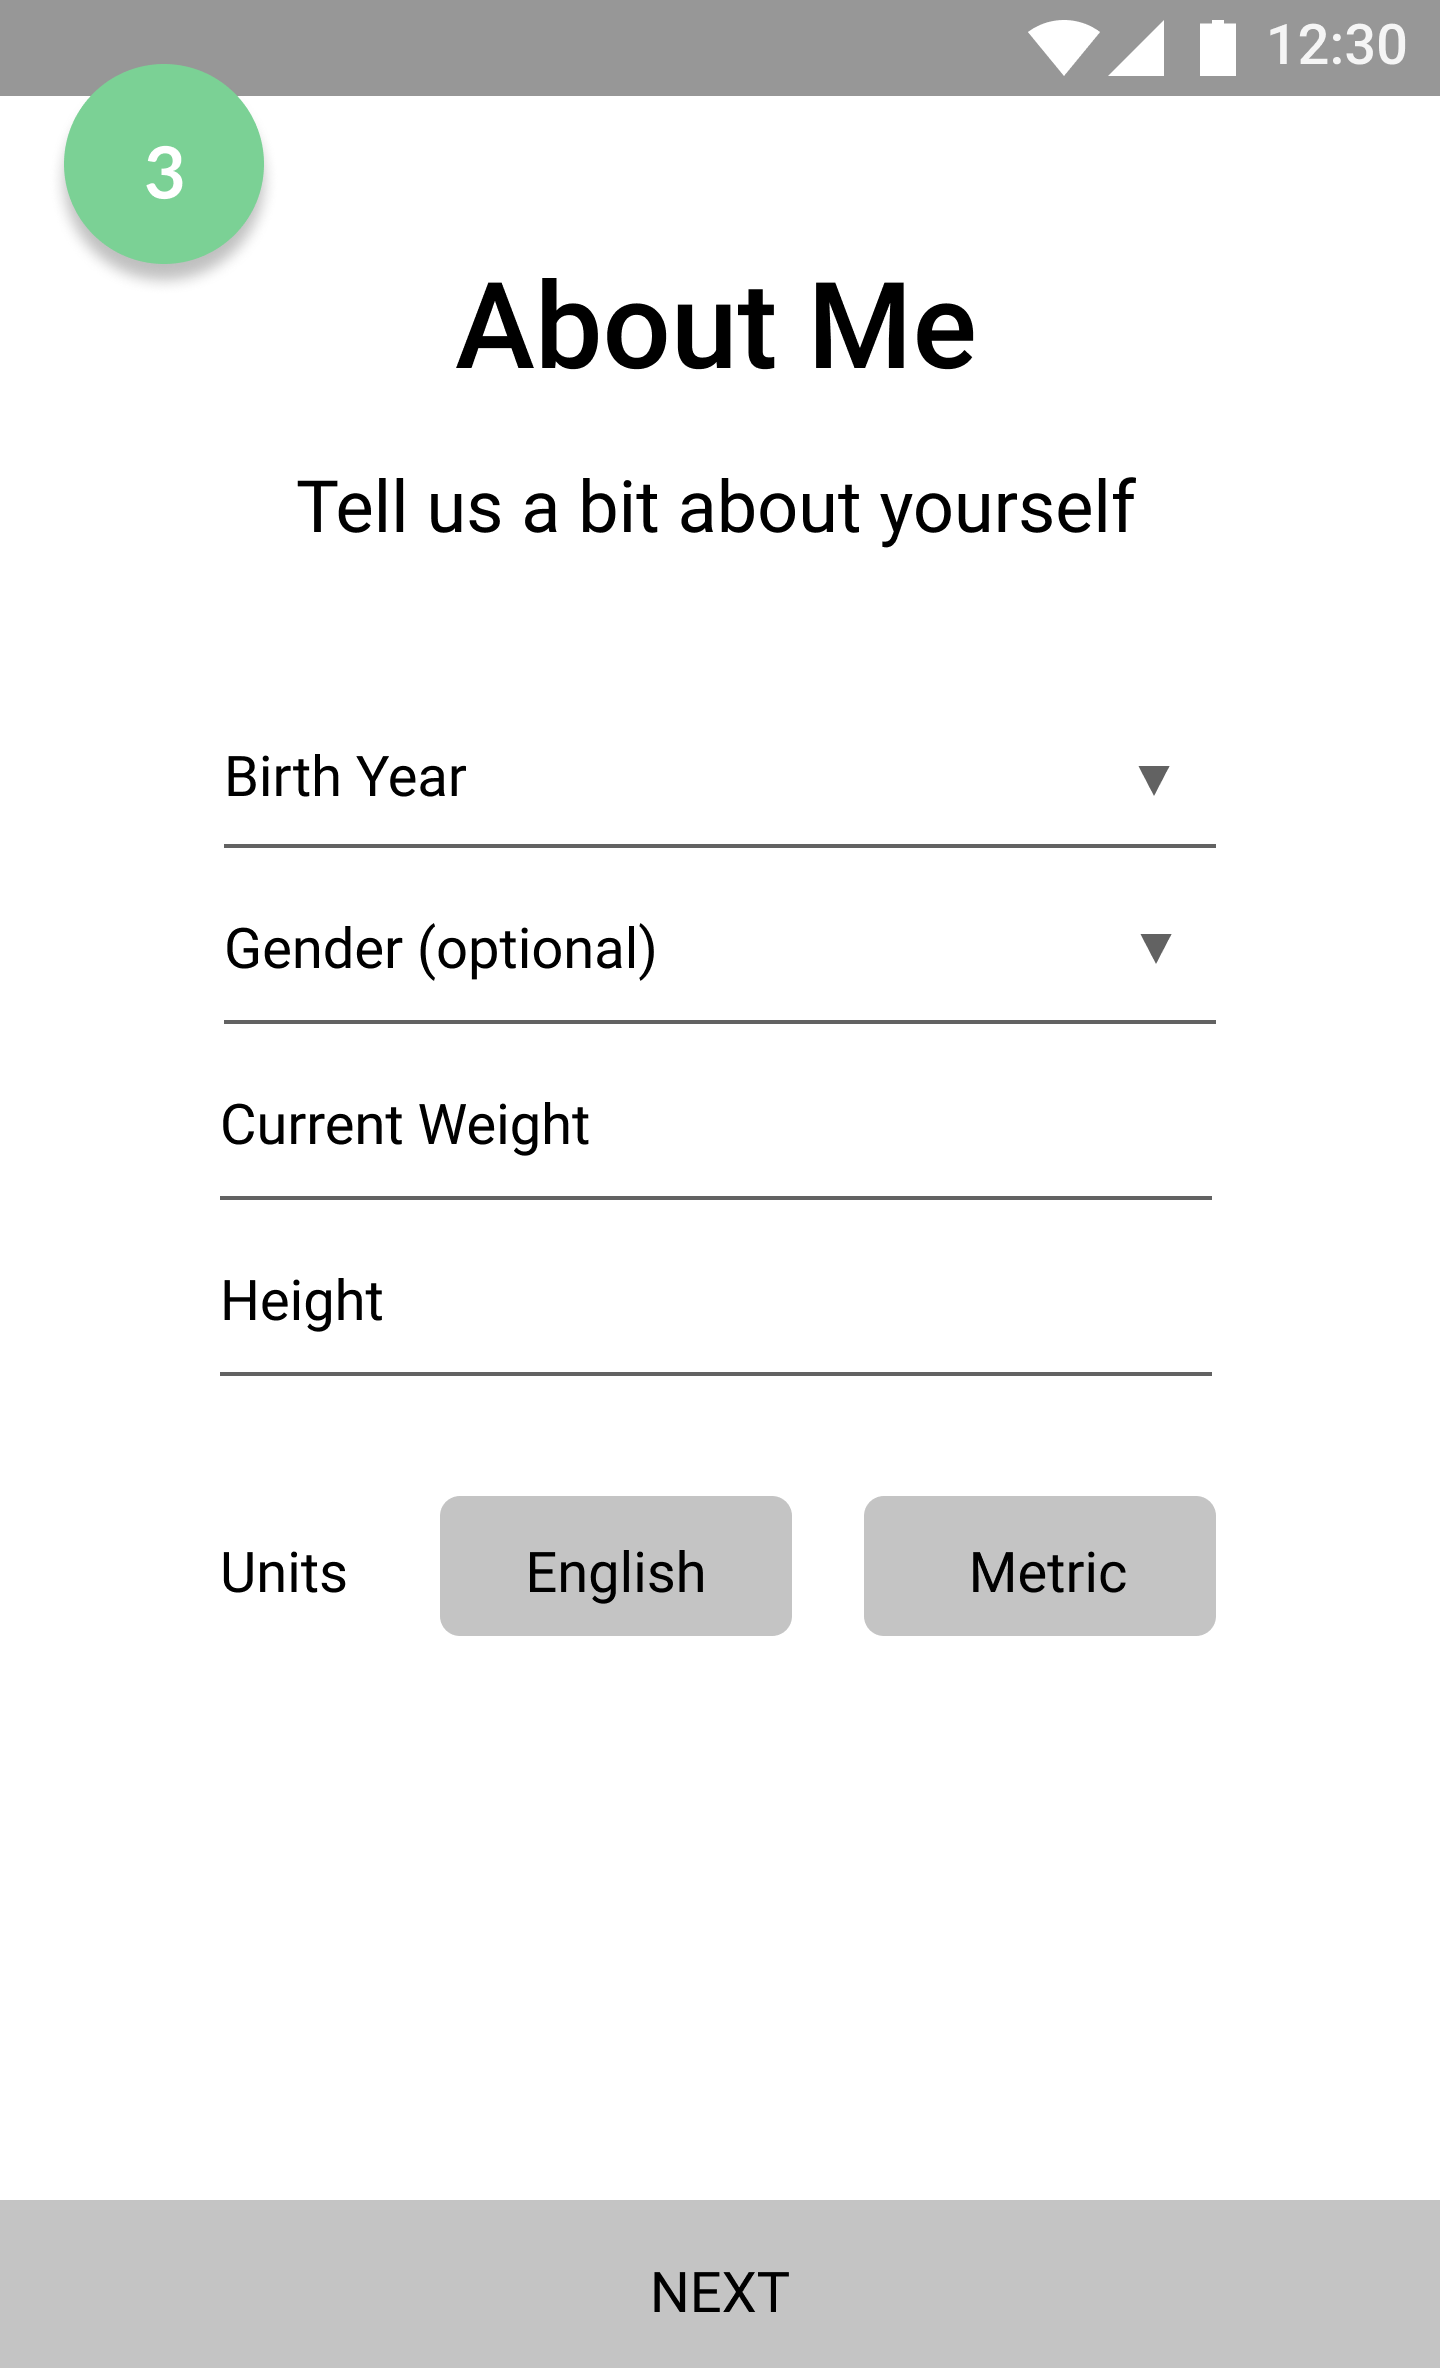 12:30
3
About Me
Tell us a bit about yourself
Birth Year
Gender (optional)
Current Weight
Height
Units English Metric
NEXT